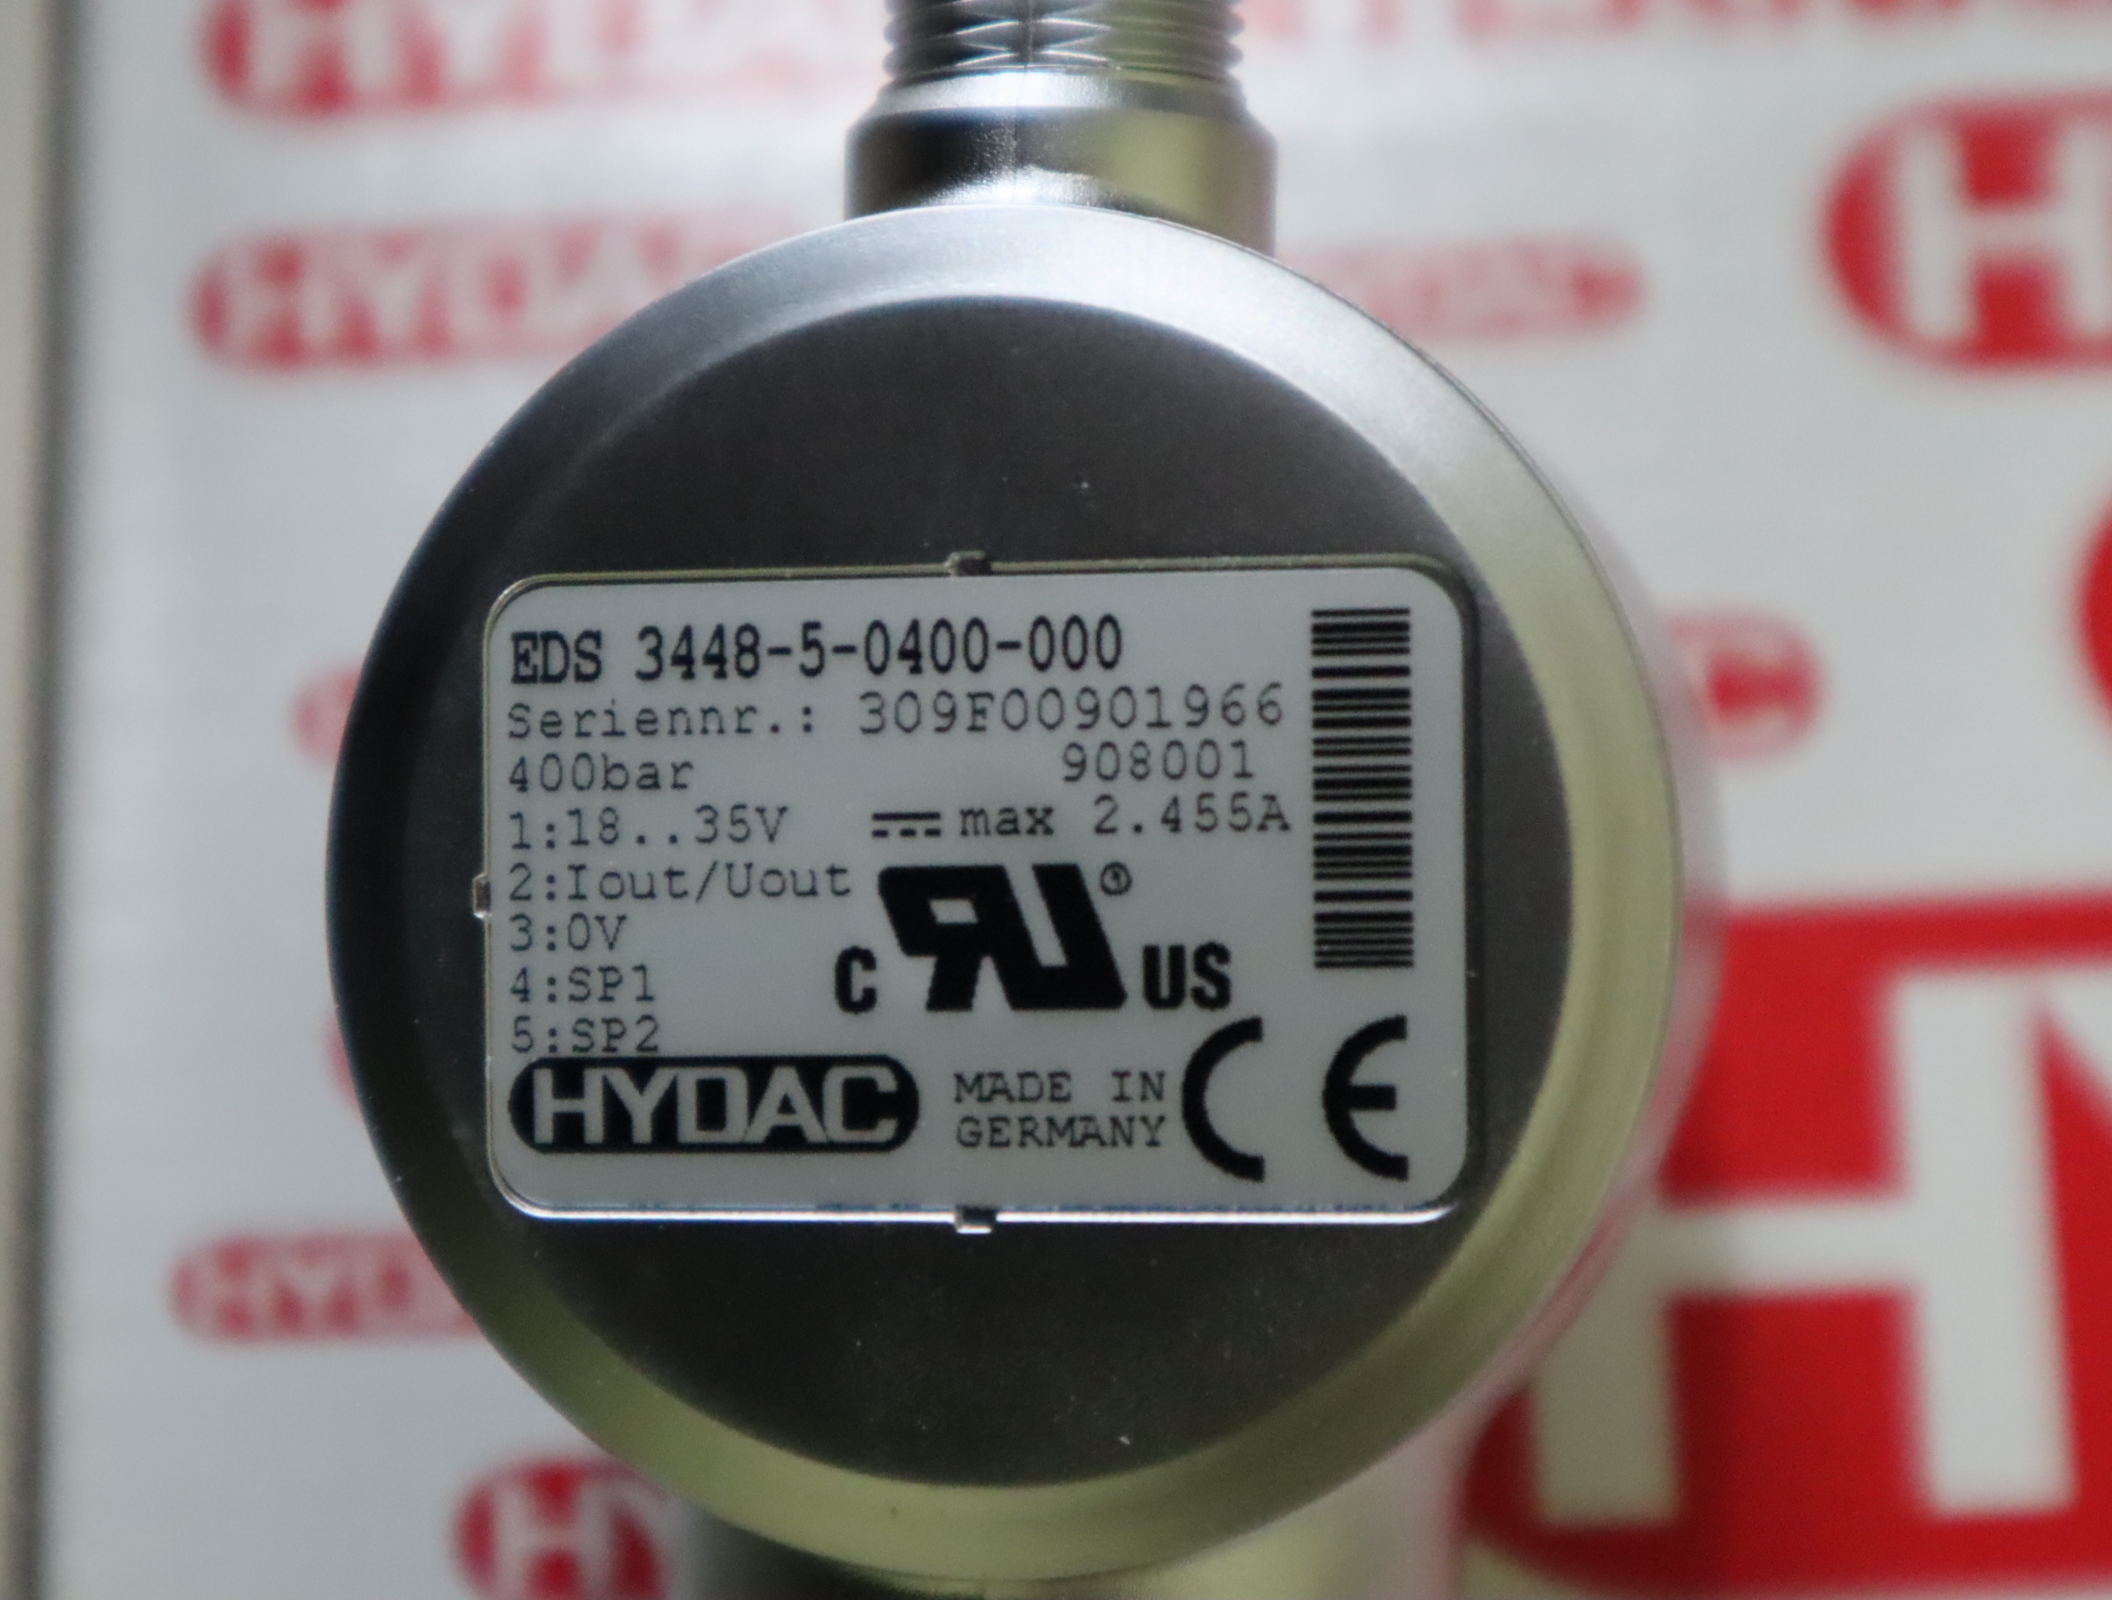 EDS 3448-5-0400-000
Seriennr.: 309F00901966
400bar 908001
1:18..35V max 2.455A
2:Iout/Uout
3:0V
4:SP1
5:SP2
C RU ® US
HYDAC
MADE IN
GERMANY
CE